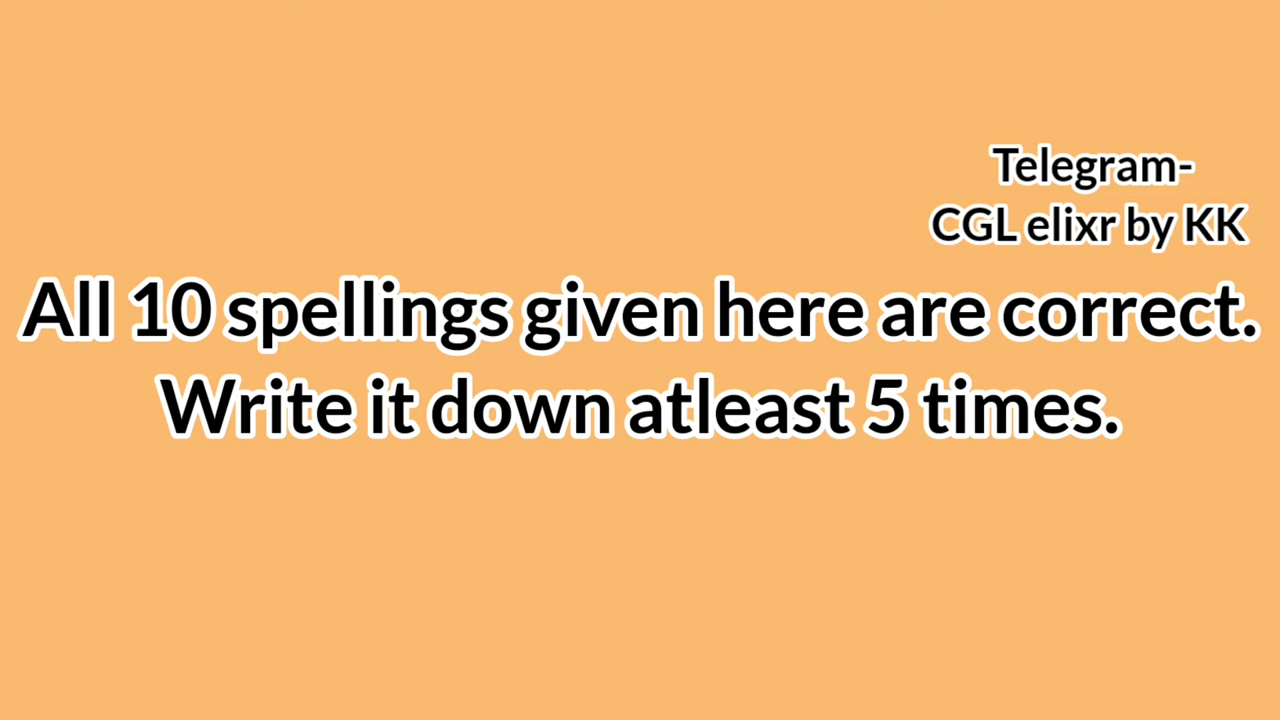 Telegram-
CGL elixr by KK
All 10 spellings given here are correct.
Write it down atleast 5 times.